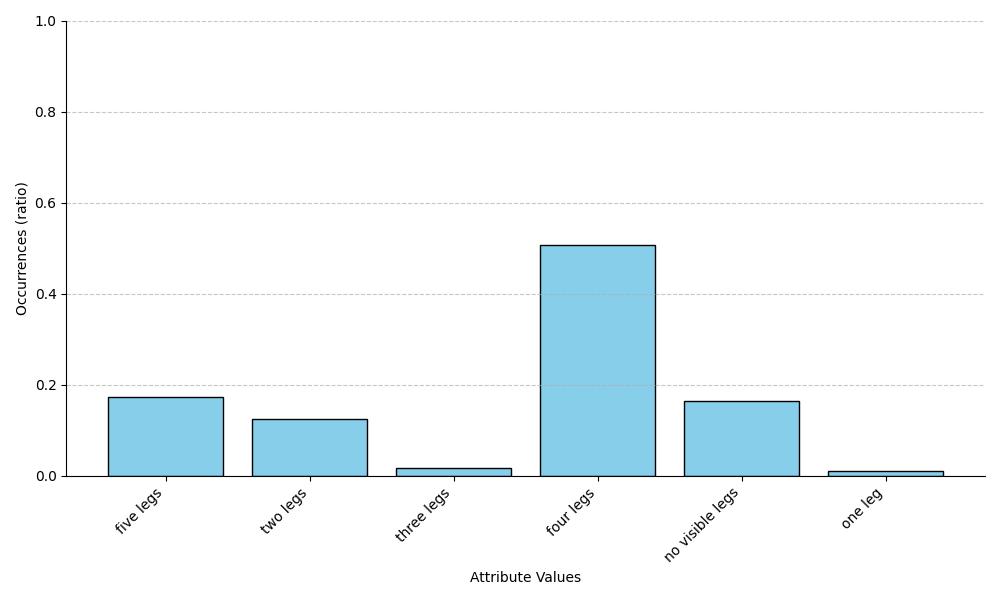 1.0
0.8
0.6
0.4
0.2
0.0
Occurrences (ratio)
five legs
two legs
three legs
four legs
no visible legs
one leg
Attribute Values